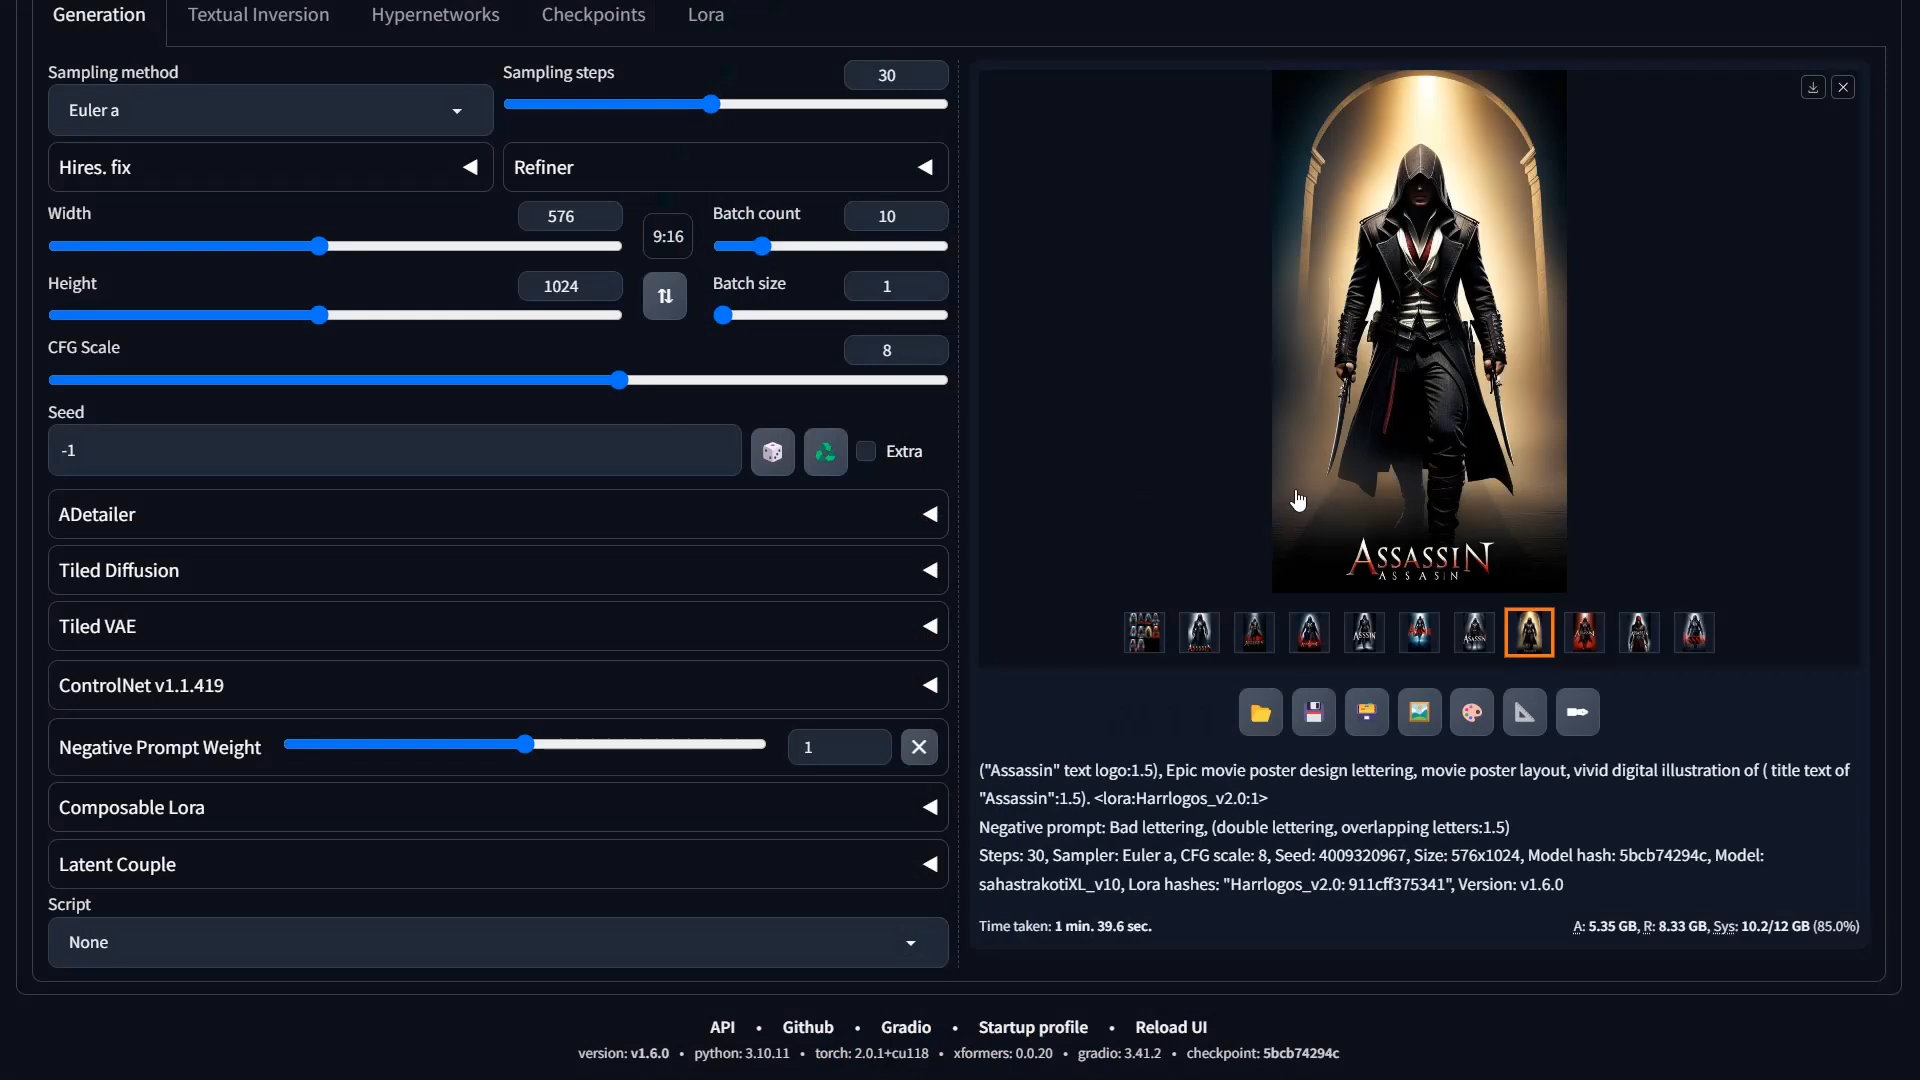 Generation
Textual Inversion
Hypernetworks
Checkpoints
Lora
Sampling method
Euler a
Sampling steps
30
Hires. fix
Refiner
Width
576
9:16
Batch count
10
Height
1024
Batch size
1
CFG Scale
8
Seed
-1
Extra
ADetailer
Tiled Diffusion
Tiled VAE
ControlNet v1.1.419
Negative Prompt Weight
1
Composable Lora
Latent Couple
Script
None
ASSASSIN
ASSASIN
("Assassin" text logo:1.5), Epic movie poster design lettering, movie poster layout, vivid digital illustration of ( title text of
"Assassin":1.5). <lora:Harrlogos_v2.0:1>
Negative prompt: Bad lettering, (double lettering, overlapping letters:1.5)
Steps: 30, Sampler: Euler a, CFG scale: 8, Seed: 4009320967, Size: 576x1024, Model hash: 5bcb74294c, Model:
sahastrakotiXL_v10, Lora hashes: "Harrlogos_v2.0: 911cff375341", Version: v1.6.0
Time taken: 1 min. 39.6 sec.
A: 5.35 GB, R: 8.33 GB, Sys: 10.2/12 GB (85.0%)
API • Github • Gradio • Startup profile • Reload UI
version: v1.6.0 • python: 3.10.11 • torch: 2.0.1+cu118 • xformers: 0.0.20 • gradio: 3.41.2 • checkpoint: 5bcb74294c